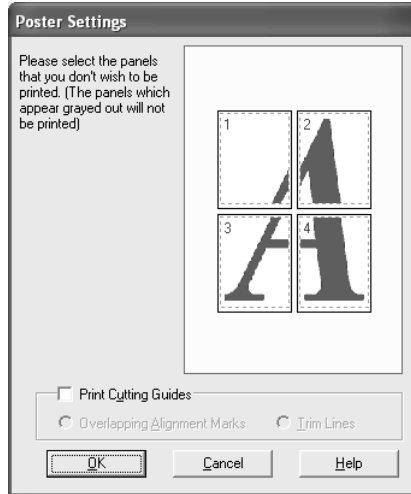 Poster Settings
Please select the panels
that you don't wish to be
printed. (The panels which
appear grayed out will not
be printed)
1 2
A
3 4
Print Cutting Guides
Overlapping Alignment Marks Trim Lines
OK Cancel Help